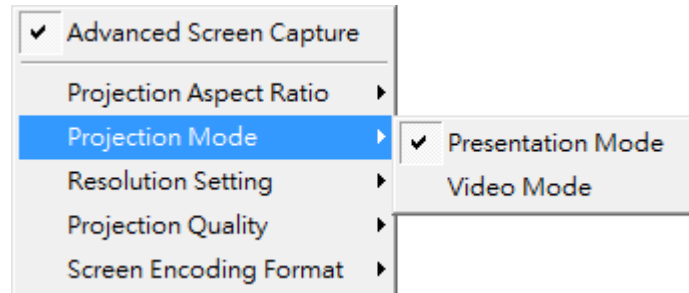 Advanced Screen Capture
Projection Aspect Ratio
Projection Mode
Presentation Mode
Resolution Setting
Video Mode
Projection Quality
Screen Encoding Format